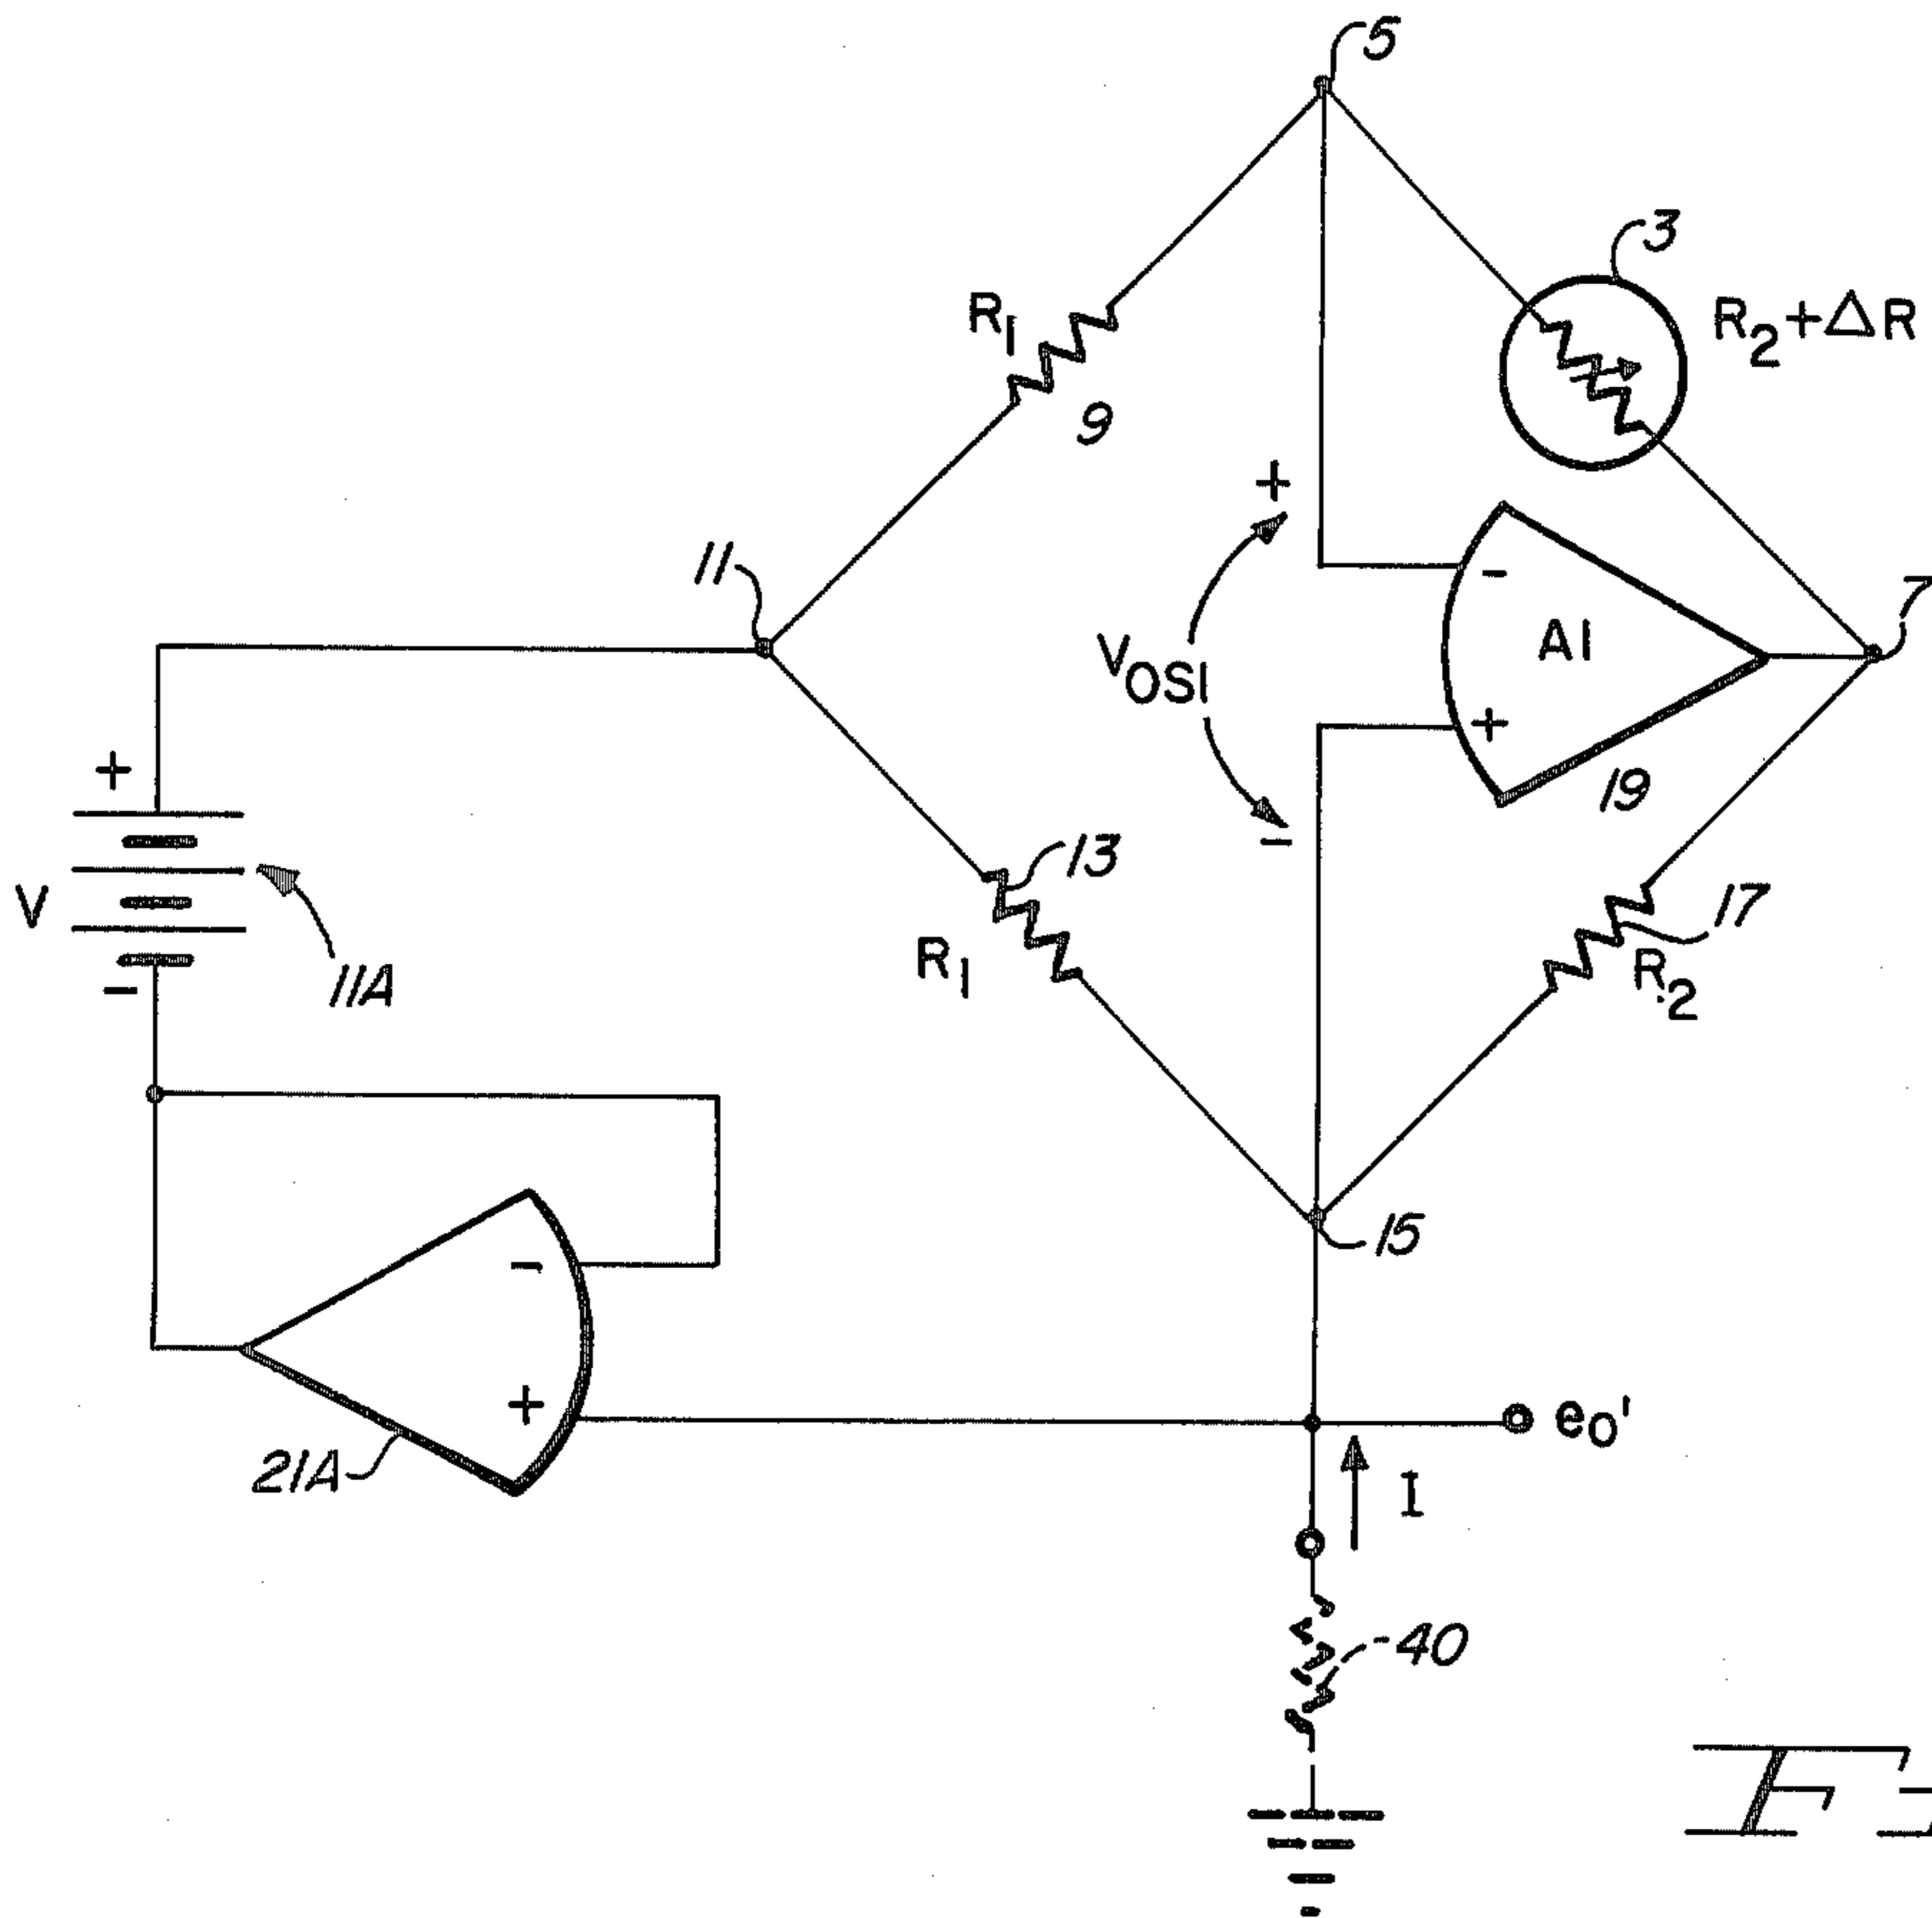 5
3
R1
R2+ΔR
9
+
11
-
7
VOSI
A1
+
+
19
-
13
V
17
R1
R2
11A
-
15
-
+
eo'
21A
I
40